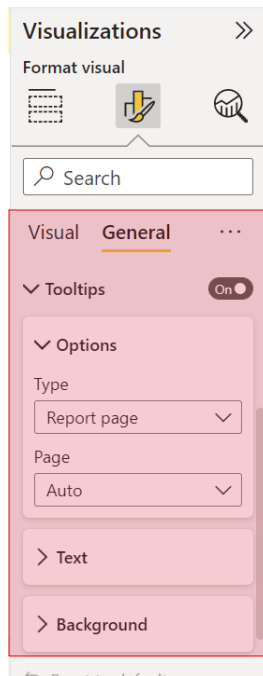 Visualizations
Format visual
Search
Visual General ...
Tooltips On
Options
Type
Report page
Page
Auto
Text
Background